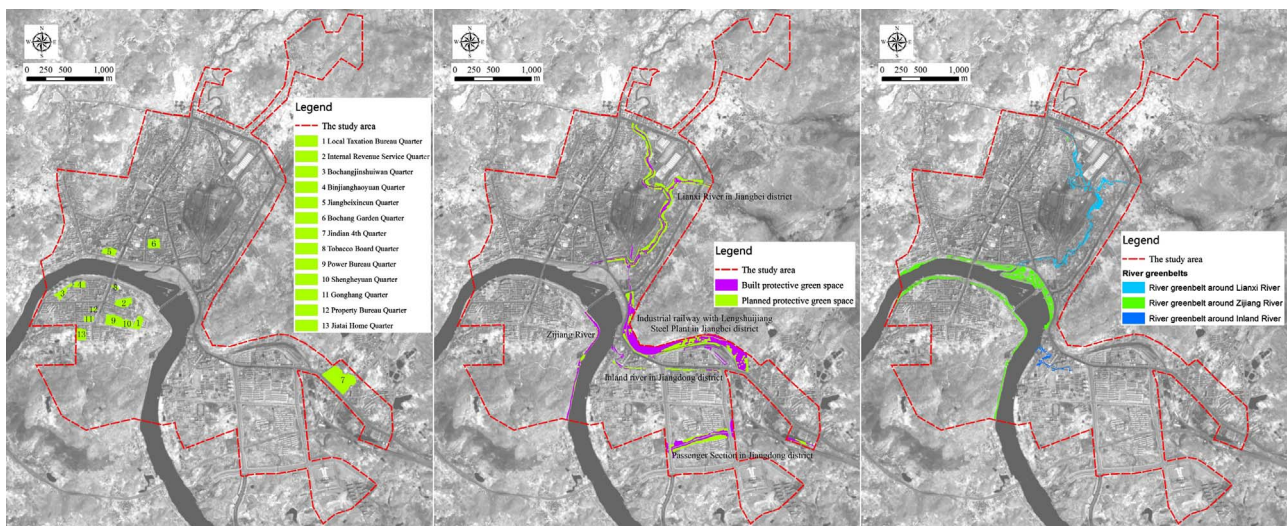 N
W E
S
0 250 500 1,000
m
Legend
The study area
1 Local Taxation Bureau Quarter
2 Internal Revenue Service Quarter
3 Bochangjinshuiwan Quarter
4 Binjianghaoyuan Quarter
5 Jiangbeixincun Quarter
6 Bochang Garden Quarter
7 Jindian 4th Quarter
8 Tobacco Board Quarter
9 Power Bureau Quarter
10 Shengheyuan Quarter
11 Gonghang Quarter
12 Property Bureau Quarter
13 Jiatai Home Quarter
6
5
4
3
8
2
12
11
9
10
1
13
7
N
W E
S
0 250 500 1,000
m
Lianxi River in Jiangbei district
Legend
The study area
Built protective green space
Planned protective green space
Industrial railway with Lengshuijiang
Steel Plant in Jiangbei district
Zijiang River
Inland river in Jiangdong district
Passenger Section in Jiangdong district
N
W E
S
0 250 500 1,000
m
Legend
The study area
River greenbelts
River greenbelt around Lianxi River
River greenbelt around Zijiang River
River greenbelt around Inland River